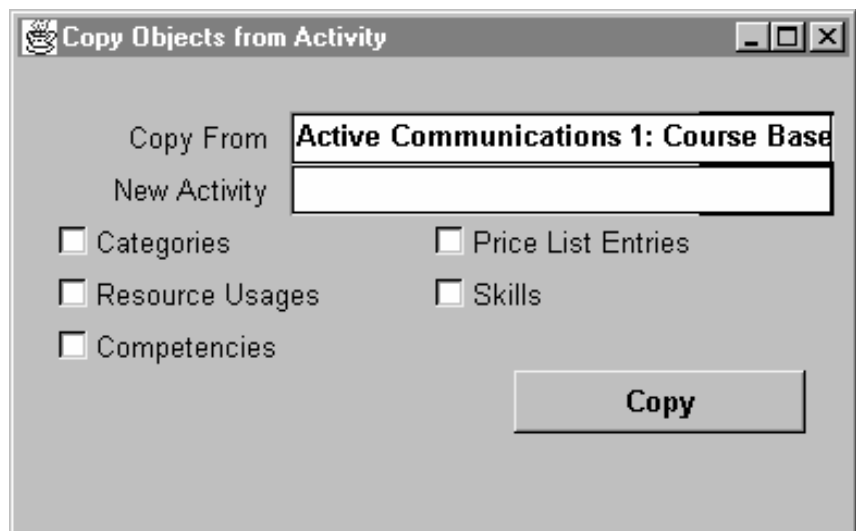 Copy Objects from Activity
Copy From Active Communications 1: Course Base
New Activity
Categories Price List Entries
Resource Usages Skills
Competencies
Copy